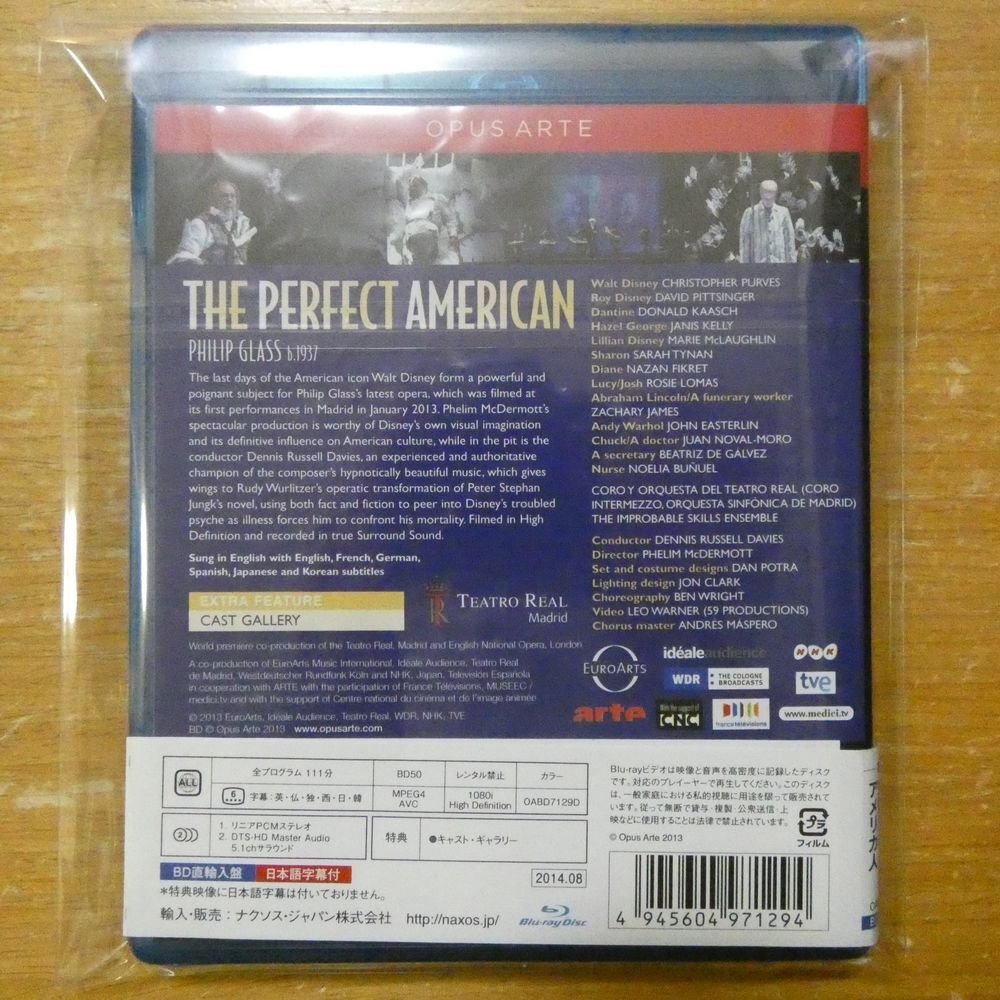 OPUS ARTE
THE PERFECT AMERICAN
PHILIP GLASS b.1937
The last days of the American icon Walt Disney form a powerful and
poignant subject for Philip Glass's latest opera, which was filmed at
its first performances in Madrid in January 2013. Phelim McDermott's
spectacular production is worthy of Disney's own visual imagination
and its definitive influence on American culture, while in the pit is the
conductor Dennis Russell Davies, an experienced and authoritative
champion of the composer's hypnotically beautiful music, which gives
wings to Rudy Wurlitzer's operatic transformation of Peter Stephan
Jungk's novel, using both fact and fiction to peer into Disney's troubled
psyche as illness forces him to confront his mortality. Filmed in High
Definition and recorded in true Surround Sound.
Sung in English with English, French, German,
Spanish, Japanese and Korean subtitles
EXTRA FEATURE
CAST GALLERY
TEATRO REAL
Madrid
World premiere co-production of the Teatro Real, Madrid and English National Opera, London
A co-production of EuroArts Music International, Idéale Audience, Teatro Real
de Madrid, Westdeutscher Rundfunk Köln and NHK, Japan. Televisión Española
in cooperation with ARTE with the participation of France Télévisions, MUSEEC/
medici.tv and with the support of Centre national du cinéma et de l'image animée
© 2013 EuroArts, Idéale Audience, Teatro Real, WDR, NHK, TVE
BD © Opus Arte 2013 www.opusarte.com
Walt Disney CHRISTOPHER PURVES
Roy Disney DAVID PITTSINGER
Dantine DONALD KAASCH
Hazel George JANIS KELLY
Lillian Disney MARIE McLAUGHLIN
Sharon SARAH TYNAN
Diane NAZAN FIKRET
Lucy/Josh ROSIE LOMAS
Abraham Lincoln/A funerary worker
ZACHARY JAMES
Andy Warhol JOHN EASTERLIN
Chuck/A doctor JUAN NOVAL-MORO
A secretary BEATRIZ DE GÁLVEZ
Nurse NOELIA BUÑUEL
CORO Y ORQUESTA DEL TEATRO REAL (CORO
INTERMEZZO, ORQUESTA SINFÓNICA DE MADRID)
THE IMPROBABLE SKILLS ENSEMBLE
Conductor DENNIS RUSSELL DAVIES
Director PHELIM McDERMOTT
Set and costume designs DAN POTRA
Lighting design JON CLARK
Choreography BEN WRIGHT
Video LEO WARNER (59 PRODUCTIONS)
Chorus master ANDRÉS MÁSPERO
EUROARTS
idéaleaudience
NHK
WDR THE COLOGNE BROADCASTS
tve
arte
With the support of CNC
francetélévisions
www.medici.tv
ALL
全プログラム 111分
BD50
レンタル禁止
カラー
6 字幕:英・仏・独・西・日・韓
MPEG4 AVC
1080i High Definition
OABD7129D
2
1. リニアPCMステレオ
2. DTS-HD Master Audio
5.1chサラウンド
特典
●キャスト・ギャラリー
BD直輸入盤 日本語字幕付
2014.08
*特典映像に日本語字幕は付いておりません。
輸入・販売:ナクソス・ジャパン株式会社 http://naxos.jp/
Blu-ray Disc
Blu-rayビデオは映像と音声を高密度に記録したディスク
です。対応のプレイヤーで再生してください。このディスク
は、一般家庭における私的視聴に用途を限って販売されて
います。従って無断で貸与・複製・公衆送信・上
映などに使用することは法律で禁止されています。
© Opus Arte 2013
プラ
フィルム
4 945604 971294
アメリカ人